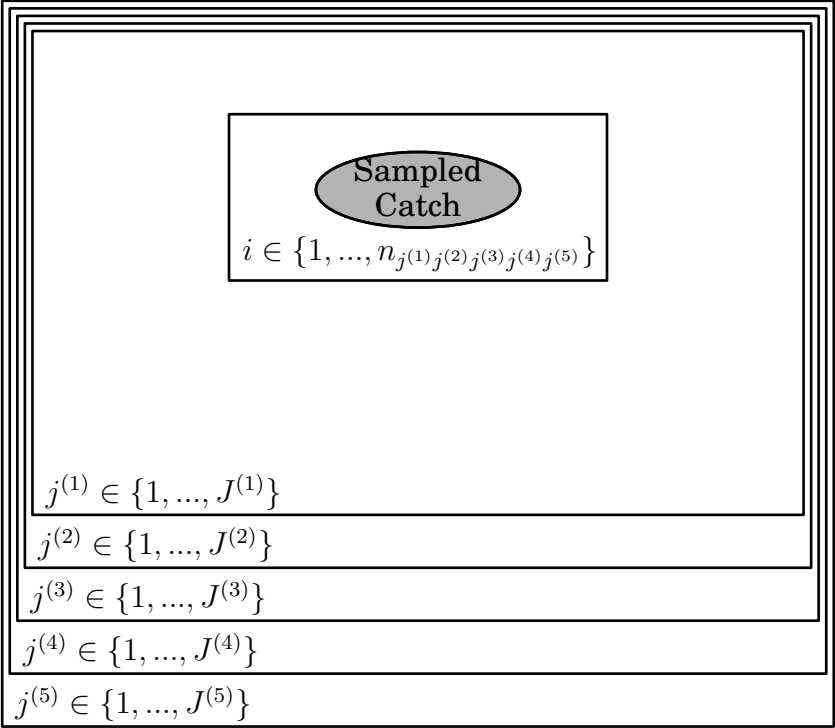 Sampled
Catch
i ∈ {1, ..., n_{j^{(1)}j^{(2)}j^{(3)}j^{(4)}j^{(5)}}}
j^{(1)} ∈ {1, ..., J^{(1)}}
j^{(2)} ∈ {1, ..., J^{(2)}}
j^{(3)} ∈ {1, ..., J^{(3)}}
j^{(4)} ∈ {1, ..., J^{(4)}}
j^{(5)} ∈ {1, ..., J^{(5)}}